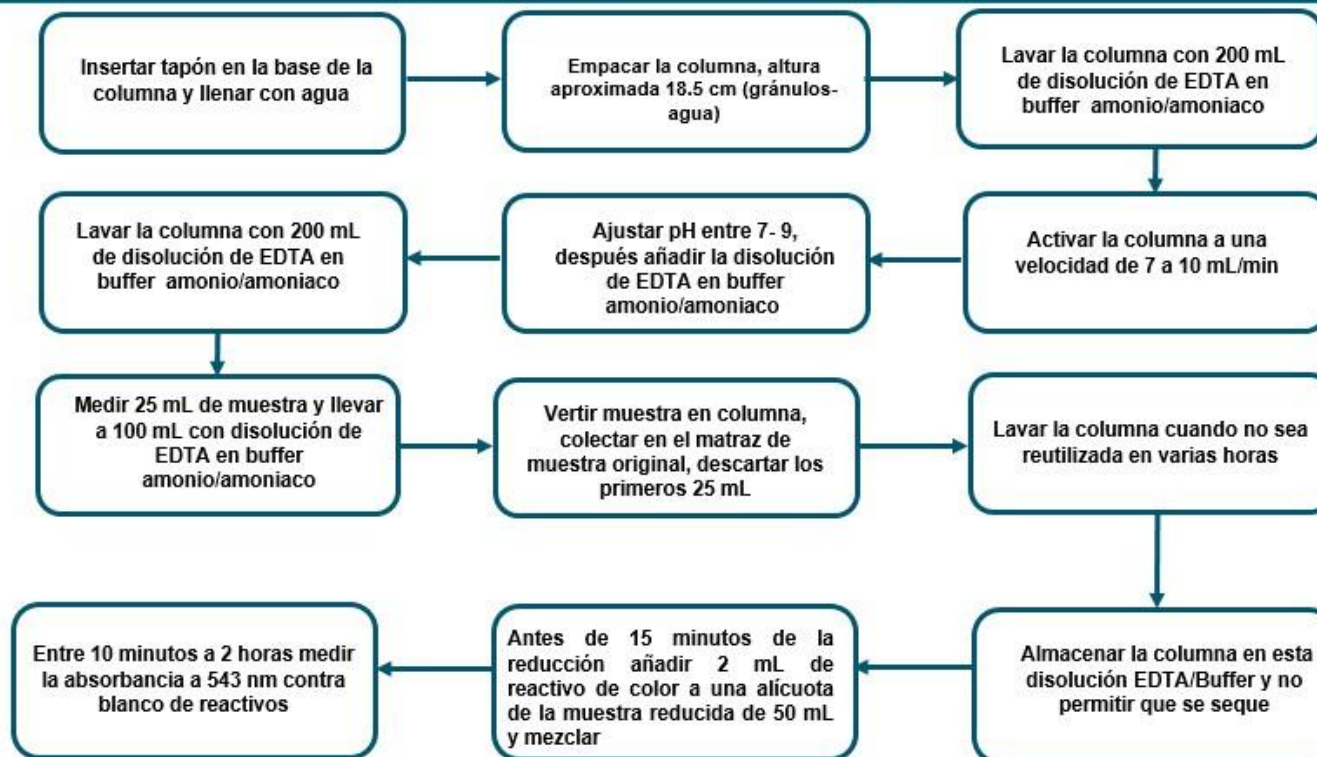 Insertar tapón en la base de la
columna y llenar con agua
Empacar la columna, altura
aproximada 18.5 cm (gránulos-
agua)
Lavar la columna con 200 mL
de disolución de EDTA en
buffer amonio/amoniaco
Activar la columna a una
velocidad de 7 a 10 mL/min
Ajustar pH entre 7- 9,
después añadir la disolución
de EDTA en buffer
amonio/amoniaco
Lavar la columna con 200 mL
de disolución de EDTA en
buffer amonio/amoniaco
Medir 25 mL de muestra y llevar
a 100 mL con disolución de
EDTA en buffer
amonio/amoniaco
Vertir muestra en columna,
colectar en el matraz de
muestra original, descartar los
primeros 25 mL
Lavar la columna cuando no sea
reutilizada en varias horas
Almacenar la columna en esta
disolución EDTA/Buffer y no
permitir que se seque
Antes de 15 minutos de la
reducción añadir 2 mL de
reactivo de color a una alícuota
de la muestra reducida de 50 mL
y mezclar
Entre 10 minutos a 2 horas medir
la absorbancia a 543 nm contra
blanco de reactivos